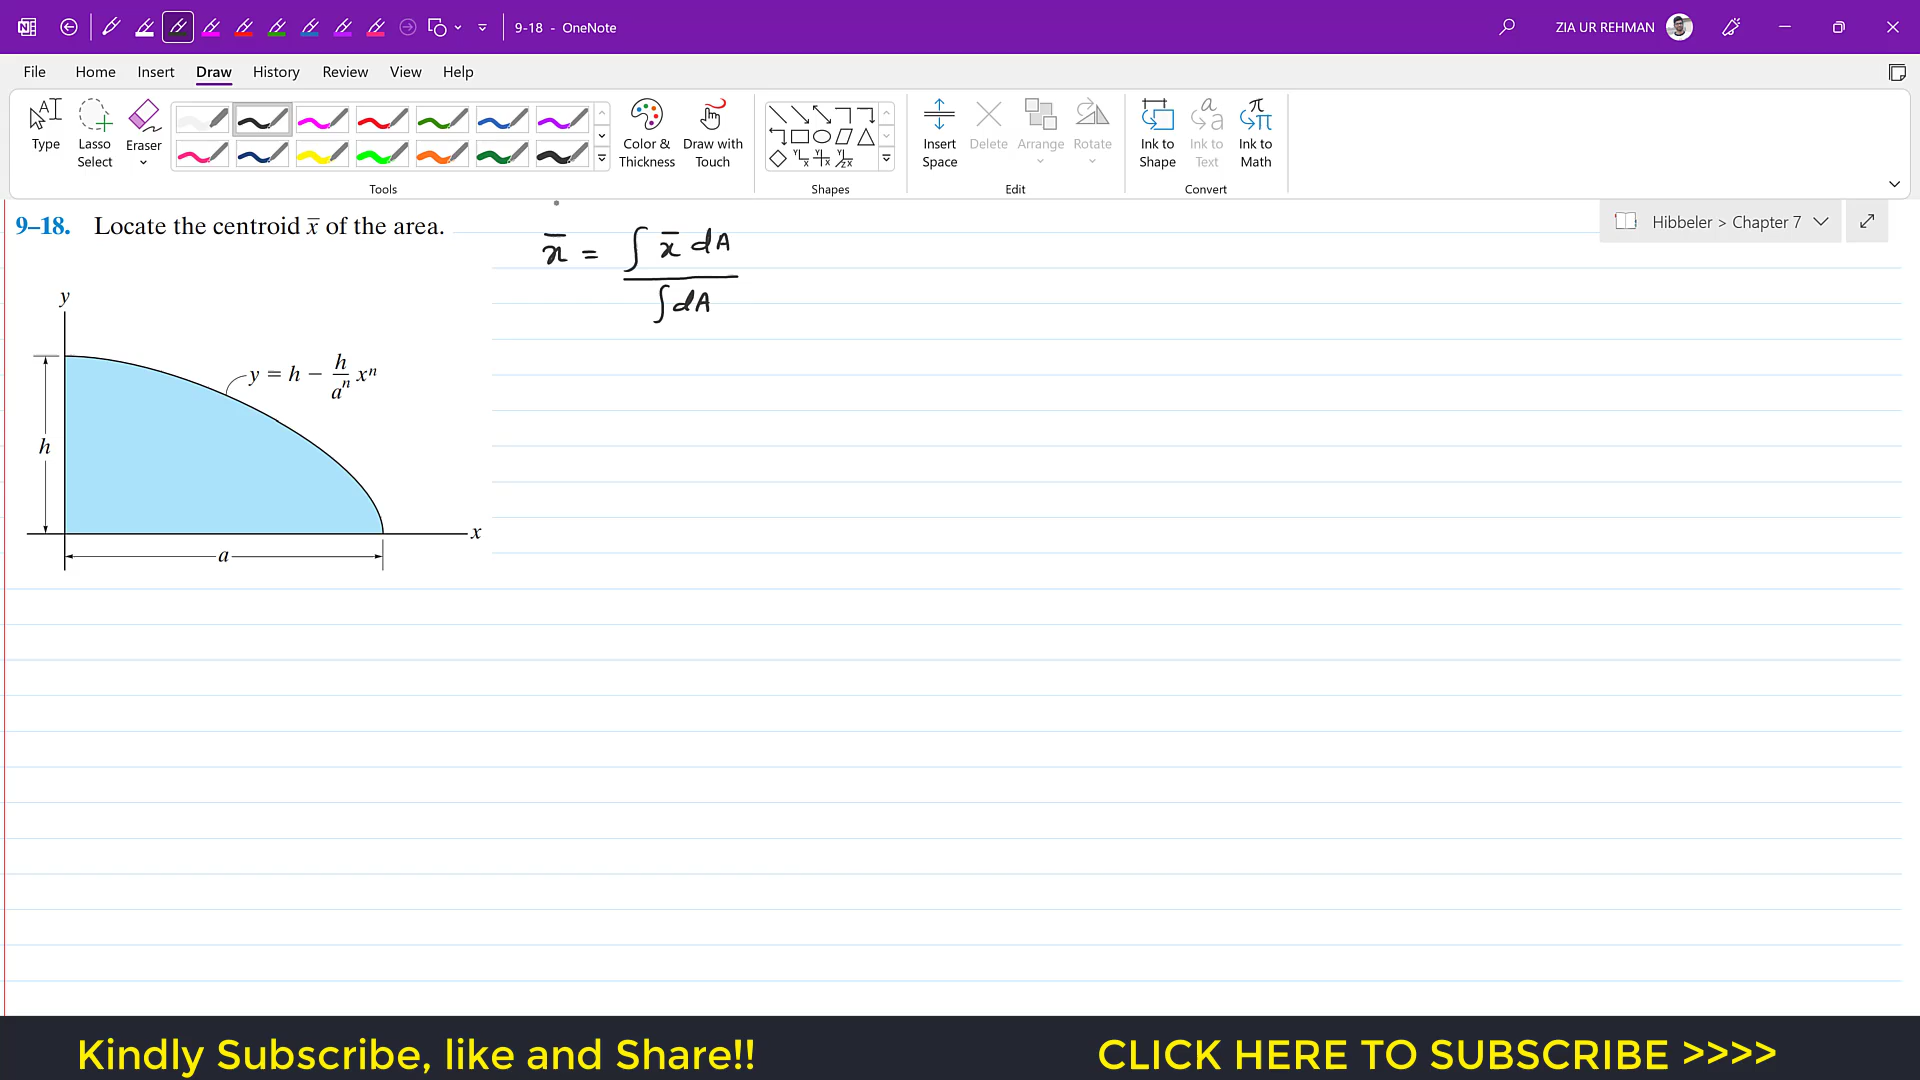 9-18 - OneNote
ZIA UR REHMAN
File Home Insert Draw History Review View Help
Type
Lasso Select
Eraser
Color & Thickness
Draw with Touch
Insert Space
Delete
Arrange
Rotate
Ink to Shape
Ink to Text
Ink to Math
Tools
Shapes
Edit
Convert
Hibbeler > Chapter 7
9–18. Locate the centroid x̄ of the area.
x̄ = ∫ x̄ dA / ∫ dA
y
y = h − h/aⁿ xⁿ
h
x
a
Kindly Subscribe, like and Share!!
CLICK HERE TO SUBSCRIBE >>>>